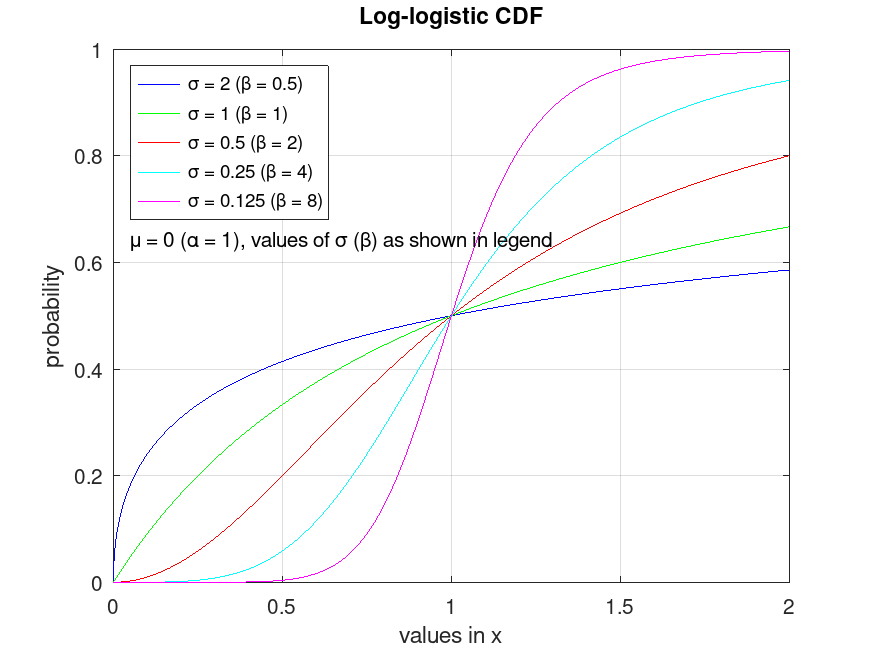 Log-logistic CDF
1
σ = 2 (β = 0.5)
σ = 1 (β = 1)
σ = 0.5 (β = 2)
σ = 0.25 (β = 4)
σ = 0.125 (β = 8)
0.8
μ = 0 (α = 1), values of σ (β) as shown in legend
0.6
probability
0.4
0.2
0
0 0.5 1 1.5 2
values in x